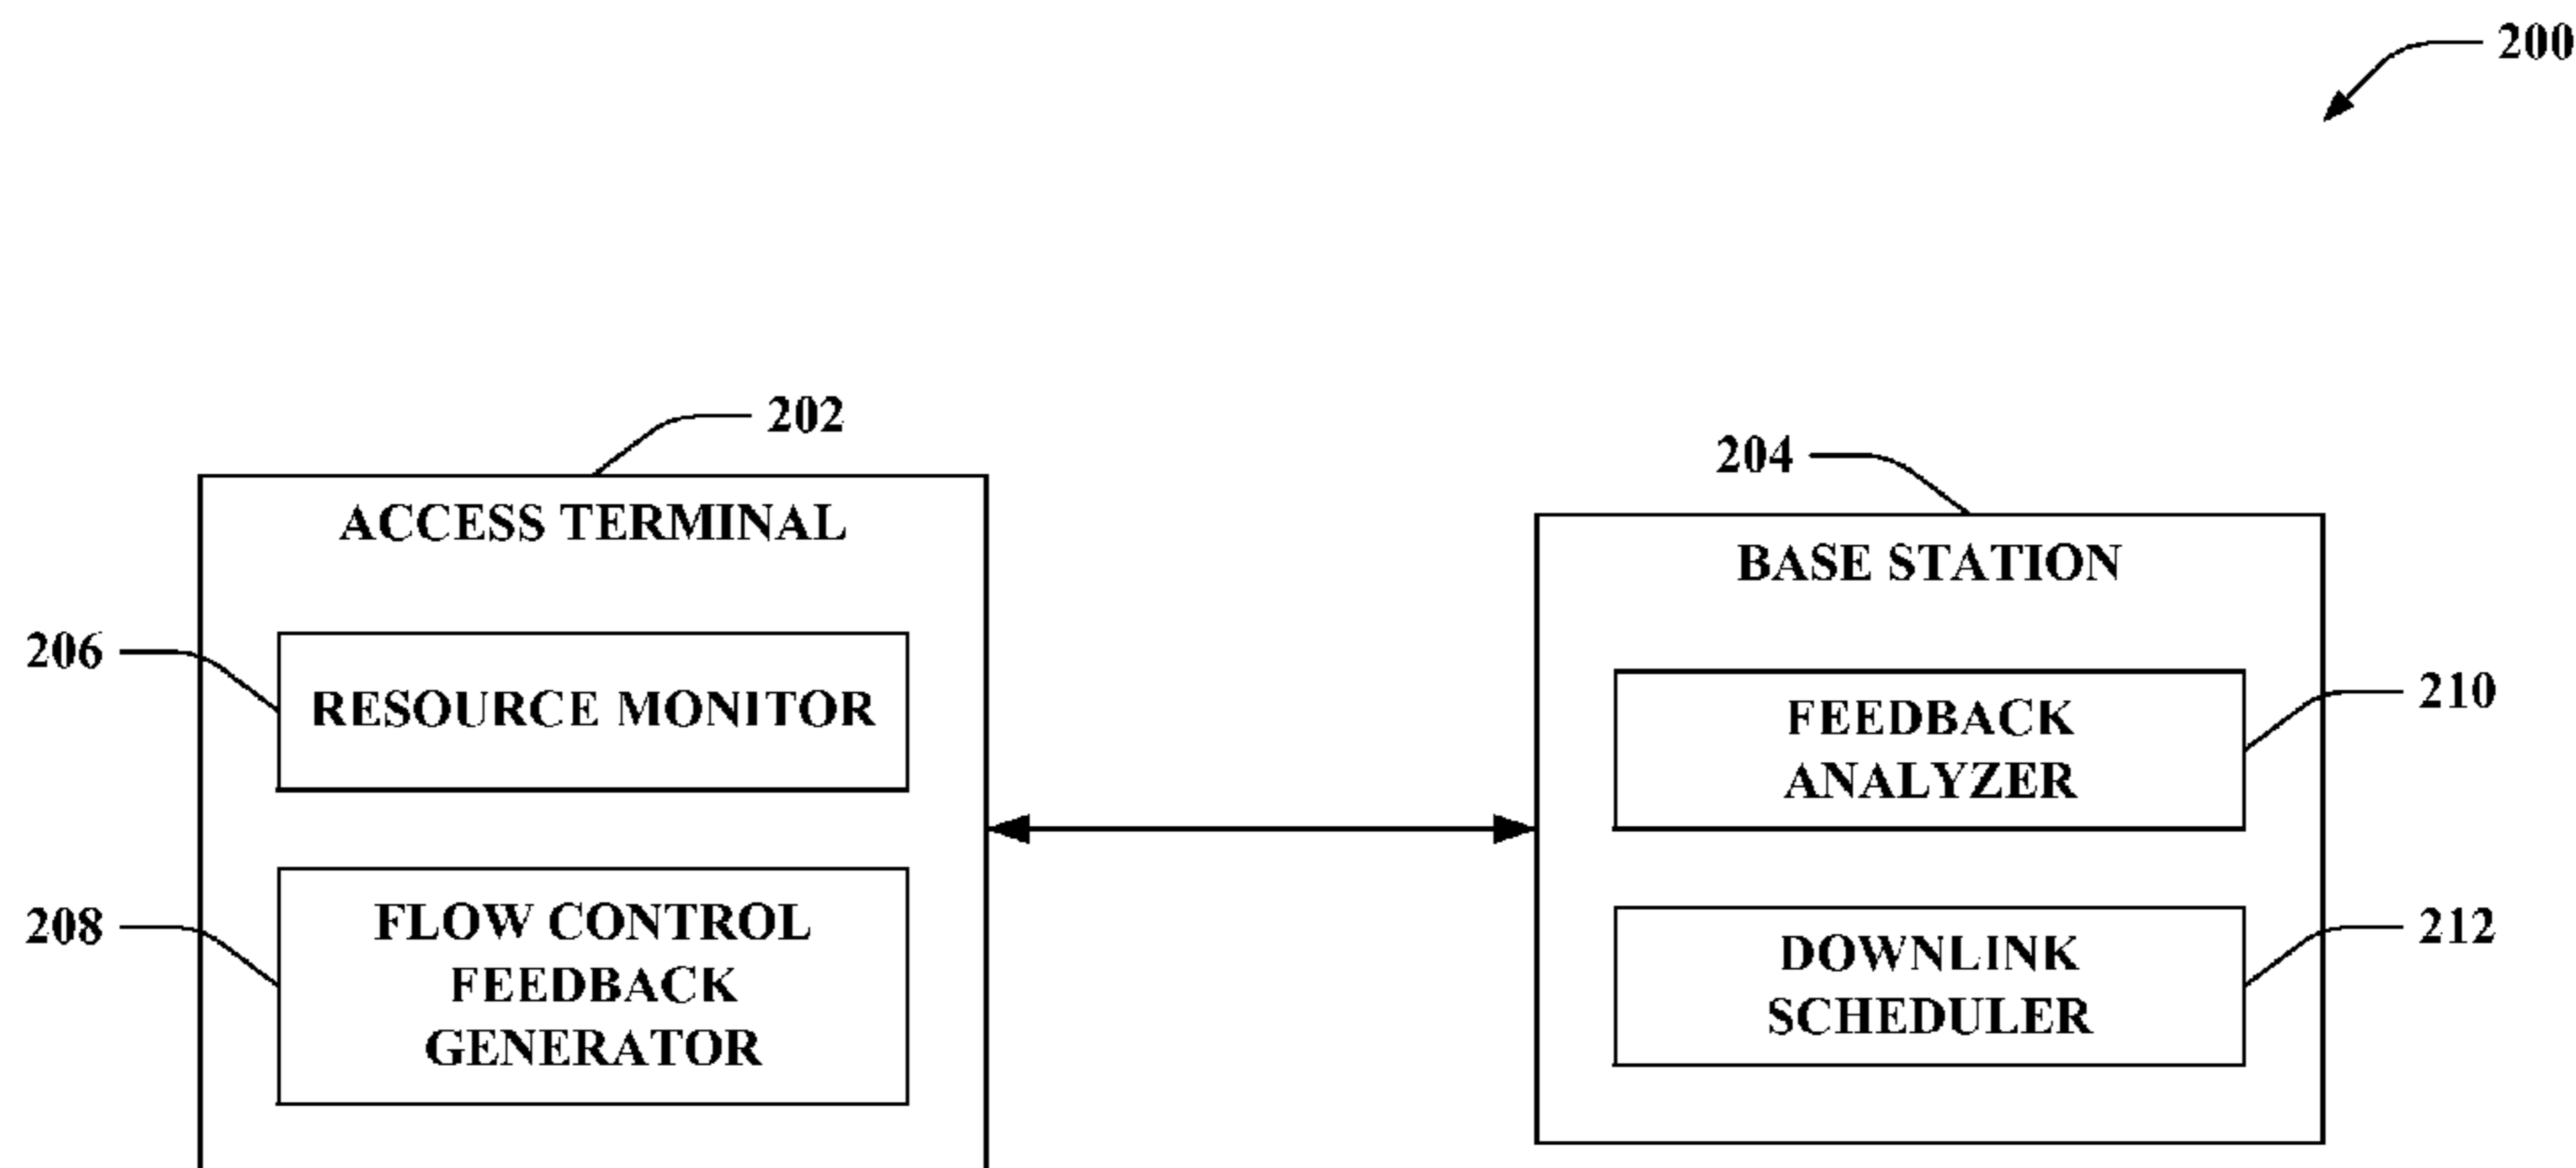 200
202
ACCESS TERMINAL
206
RESOURCE MONITOR
208
FLOW CONTROL
FEEDBACK
GENERATOR
204
BASE STATION
210
FEEDBACK
ANALYZER
212
DOWNLINK
SCHEDULER